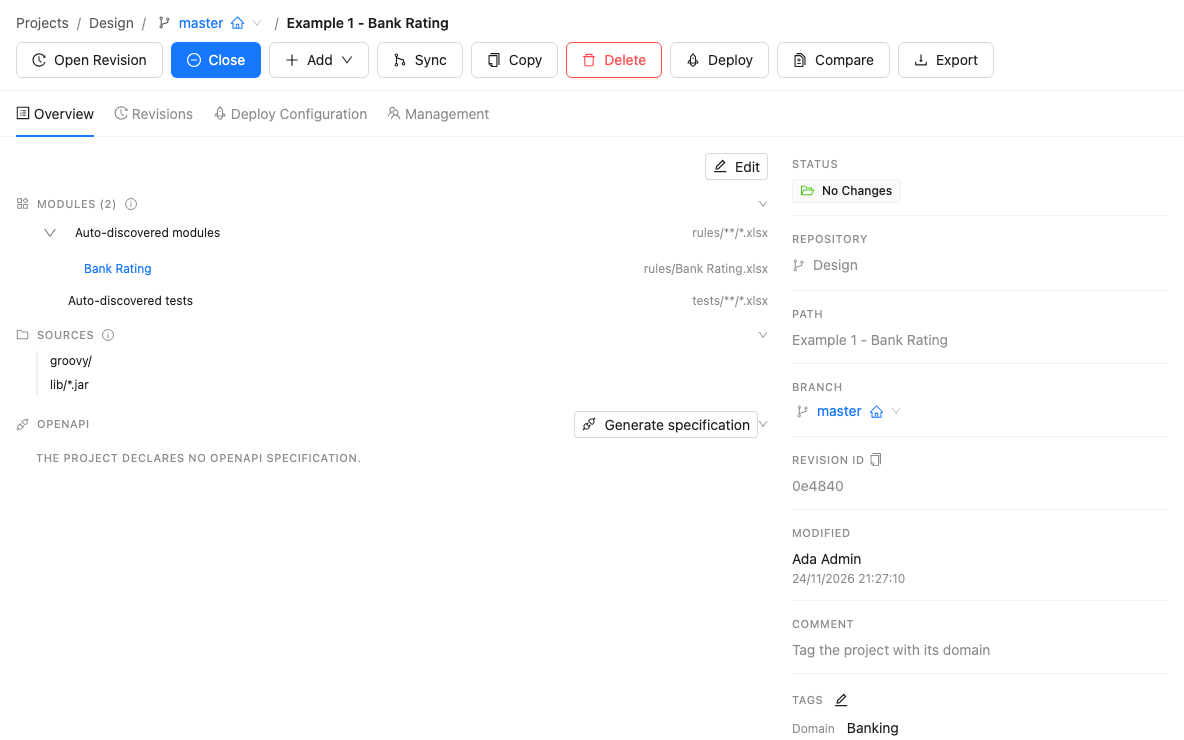 Projects / Design / master / Example 1 - Bank Rating
Open Revision Close Add Sync Copy Delete Deploy Compare Export
Overview Revisions Deploy Configuration Management
Edit
MODULES (2)
Auto-discovered modules rules/**/*.xlsx
Bank Rating rules/Bank Rating.xlsx
Auto-discovered tests tests/**/*.xlsx
SOURCES
groovy/
lib/*.jar
OPENAPI Generate specification
THE PROJECT DECLARES NO OPENAPI SPECIFICATION.
STATUS
No Changes
REPOSITORY
Design
PATH
Example 1 - Bank Rating
BRANCH
master
REVISION ID
0e4840
MODIFIED
Ada Admin
24/11/2026 21:27:10
COMMENT
Tag the project with its domain
TAGS
Domain Banking